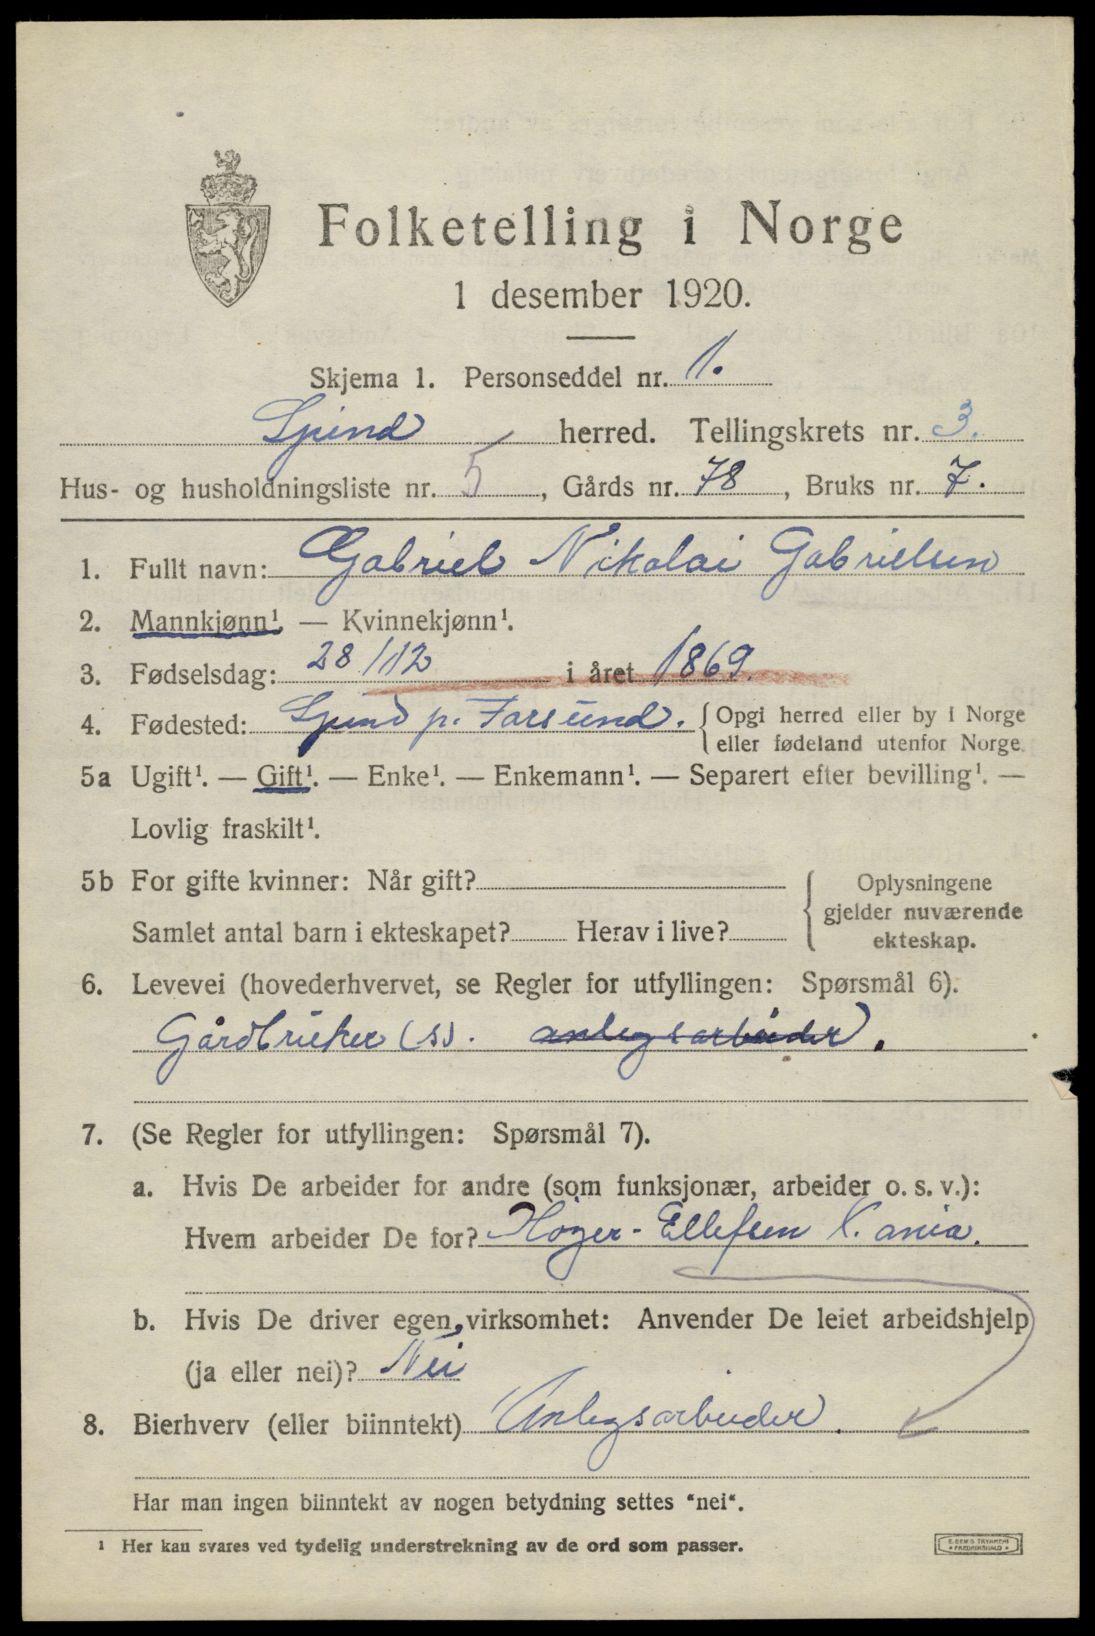 Folketelling i Norge
1 desember 1920.
Skjema 1. Personseddel nr. 1.
Spind herred. Tellingskrets nr. 3.
Hus- og husholdningsliste nr. 5, Gårds nr. 78, Bruks nr. 7.
1. Fullt navn: Gabriel Nikolai Gabrielsen
2. Mannkjønn¹. — Kvinnekjønn¹.
3. Fødselsdag: 28/12 i året 1869.
4. Fødested: Spind p. Farsund. { Opgi herred eller by i Norge
eller fødeland utenfor Norge.
5a Ugift¹. — Gift¹. — Enke¹. — Enkemann¹. — Separert efter bevilling¹. —
Lovlig fraskilt¹.
5b For gifte kvinner: Når gift? { Oplysningene
gjelder nuværende
Samlet antal barn i ekteskapet? Herav i live?
ekteskap.
6. Levevei (hovederhvervet, se Regler for utfyllingen: Spørsmål 6).
Gårdbruker (s). anlegsarbeider.
7. (Se Regler for utfyllingen: Spørsmål 7).
a. Hvis De arbeider for andre (som funksjonær, arbeider o. s. v.):
Hvem arbeider De for? Høyer-Ellefsen K.ania.
b. Hvis De driver egen virksomhet: Anvender De leiet arbeidshjelp
(ja eller nei)? Nei
8. Bierhverv (eller biinntekt) Anlegsarbeider.
Har man ingen biinntekt av nogen betydning settes "nei".
¹ Her kan svares ved tydelig understrekning av de ord som passer.
E. SEM'S TRYKKERI
FREDRIKSHALD